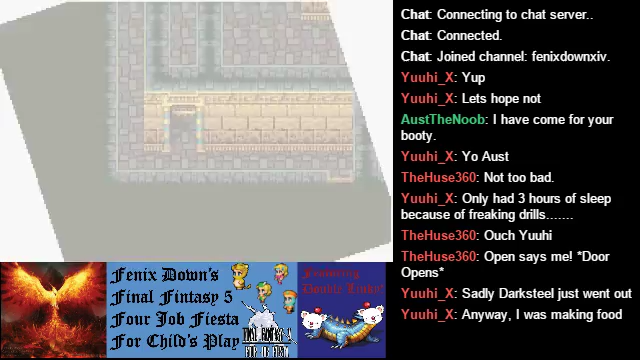 Chat: Connecting to chat server..
Chat: Connected.
Chat: Joined channel: fenixdownxiv.
Yuuhi_X: Yup
Yuuhi_X: Lets hope not
AustTheNoob: I have come for your
booty.
Yuuhi_X: Yo Aust
TheHuse360: Not too bad.
Yuuhi_X: Only had 3 hours of sleep
because of freaking drills.......
TheHuse360: Ouch Yuuhi
TheHuse360: Open says me! *Door
Opens*
Yuuhi_X: Sadly Darksteel just went out
Yuuhi_X: Anyway, I was making food
Fenix Down's
Final Fintasy 5
Four Job Fiesta
For Child's Play